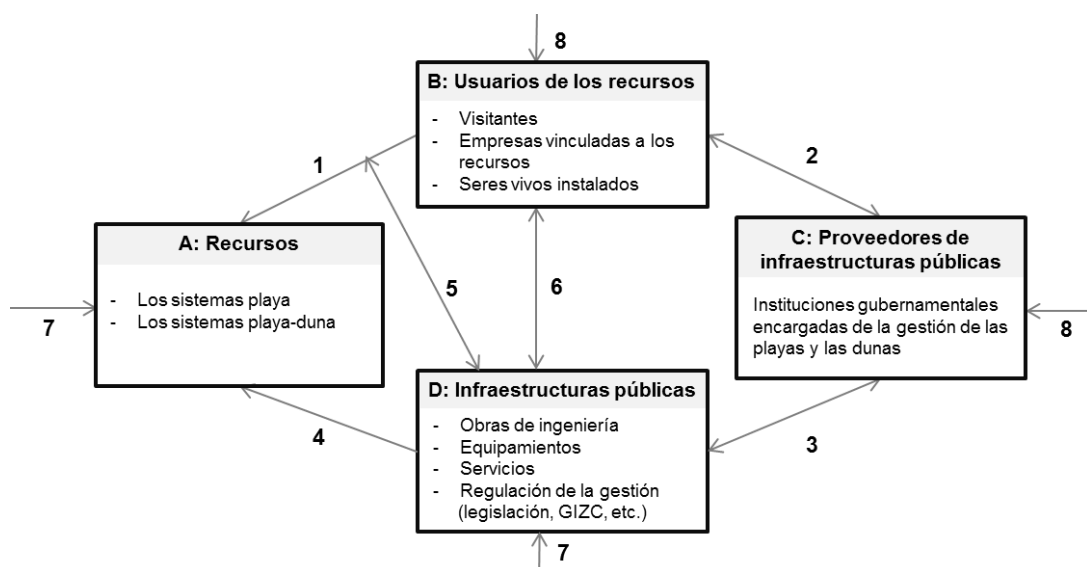 8
B: Usuarios de los recursos
- Visitantes
- Empresas vinculadas a los
recursos
- Seres vivos instalados
1
2
A: Recursos
- Los sistemas playa
- Los sistemas playa-duna
7
5
6
C: Proveedores de
infraestructuras públicas
Instituciones gubernamentales
encargadas de la gestión de las
playas y las dunas
8
D: Infraestructuras públicas
- Obras de ingeniería
- Equipamientos
- Servicios
- Regulación de la gestión
(legislación, GIZC, etc.)
4
3
7